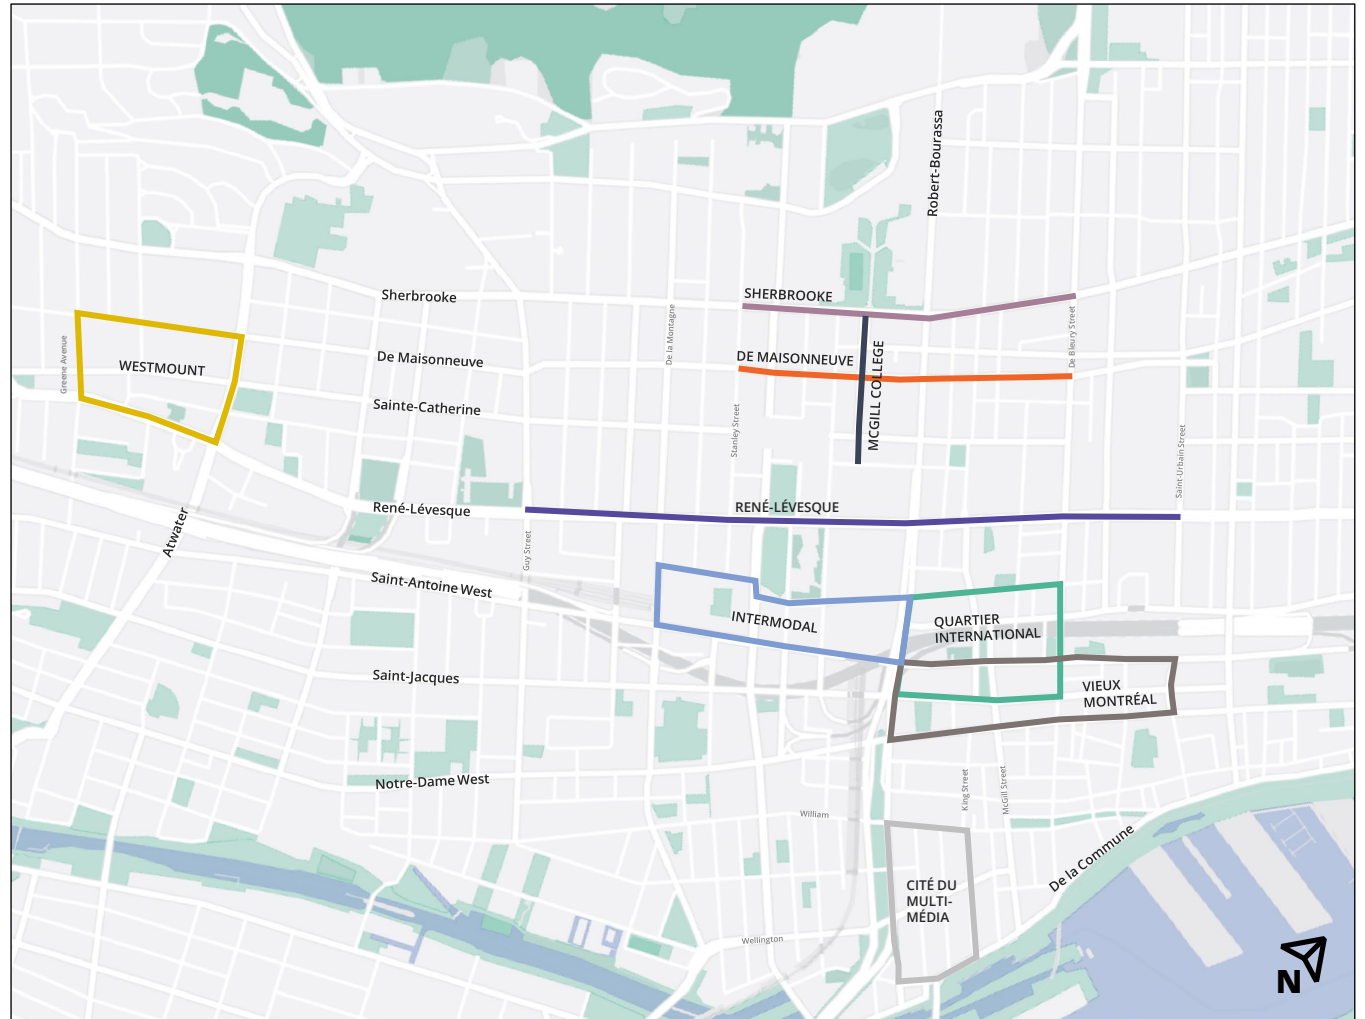 Robert-Bourassa
Sherbrooke
SHERBROOKE
De la Montagne
De Bleury Street
Greene Avenue
WESTMOUNT
De Maisonneuve
DE MAISONNEUVE
MCGILL COLLEGE
Sainte-Catherine
Stanley Street
Saint-Urbain Street
René-Lévesque
RENÉ-LÉVESQUE
Atwater
Guy Street
Saint-Antoine West
INTERMODAL
QUARTIER
INTERNATIONAL
Saint-Jacques
VIEUX
MONTRÉAL
Notre-Dame West
King Street
McGill Street
William
De la Commune
CITÉ DU
MULTI-
MÉDIA
Wellington
N